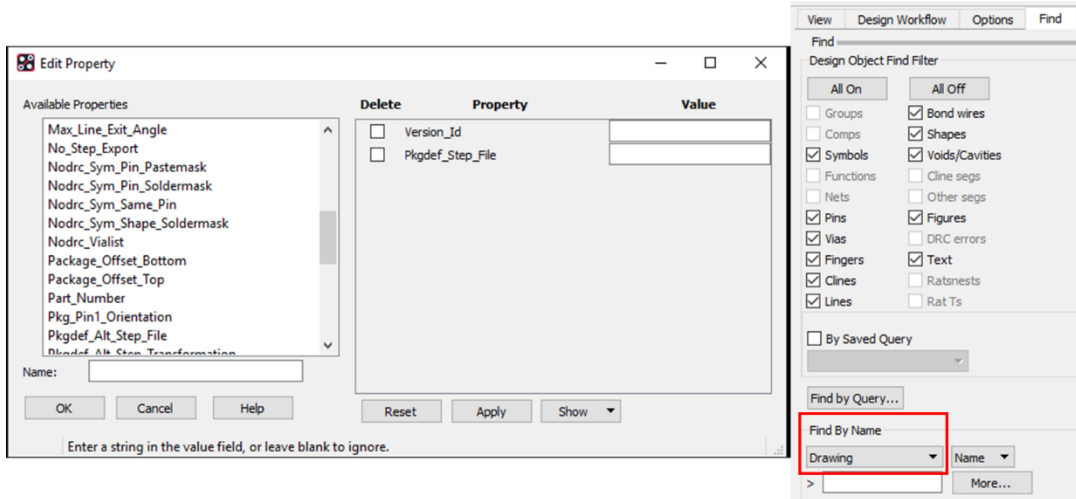 Edit Property
Available Properties
Max_Line_Exit_Angle
No_Step_Export
Nodrc_Sym_Pin_Pastemask
Nodrc_Sym_Pin_Soldermask
Nodrc_Sym_Same_Pin
Nodrc_Sym_Shape_Soldermask
Nodrc_Vialist
Package_Offset_Bottom
Package_Offset_Top
Part_Number
Pkg_Pin1_Orientation
Pkgdef_Alt_Step_File
Pkgdef_Alt_Step_Transformation
Name:
OK Cancel Help
Delete Property Value
Version_Id
Pkgdef_Step_File
Reset Apply Show
Enter a string in the value field, or leave blank to ignore.
View Design Workflow Options Find
Find
Design Object Find Filter
All On All Off
Groups Bond wires
Comps Shapes
Symbols Voids/Cavities
Functions Cline segs
Nets Other segs
Pins Figures
Vias DRC errors
Fingers Text
Clines Ratsnests
Lines Rat Ts
By Saved Query
Find by Query...
Find By Name
Drawing Name
> More...